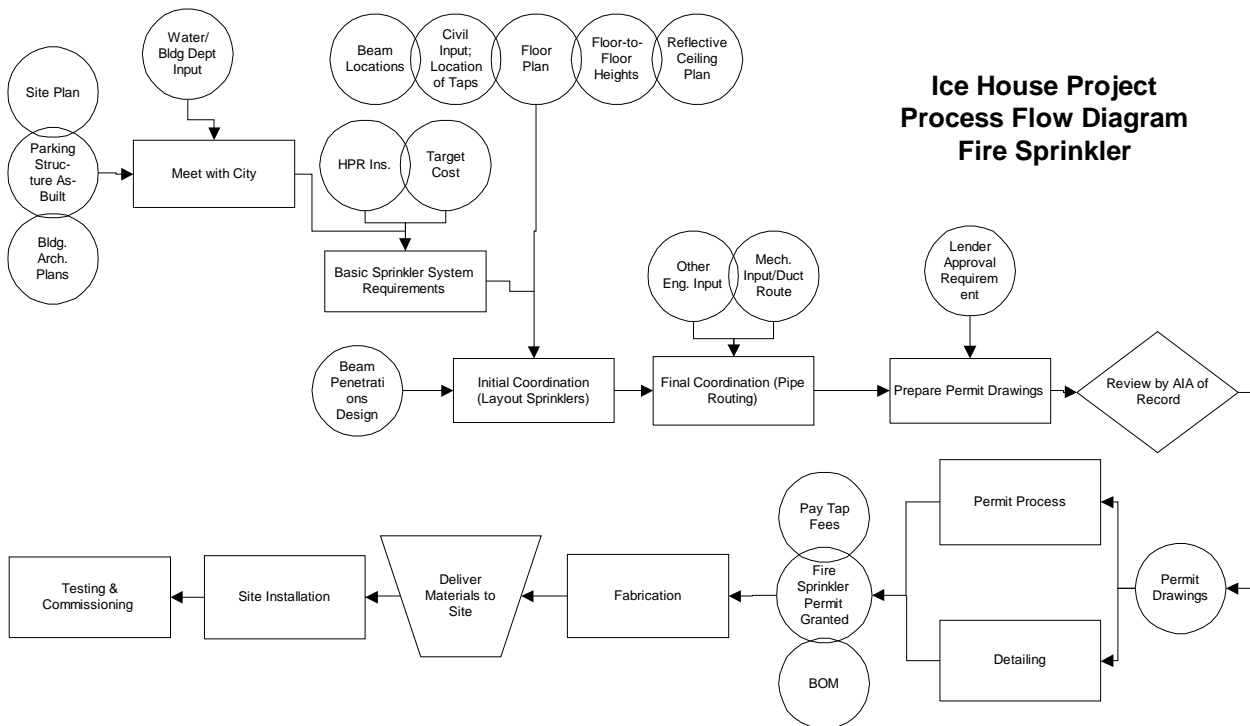 Ice House Project
Process Flow Diagram
Fire Sprinkler
Water/
Bldg Dept
Input
Site Plan
Parking
Struc-
ture As-
Built
Bldg.
Arch.
Plans
Meet with City
Beam
Locations
Civil
Input;
Location
of Taps
Floor
Plan
Floor-to-
Floor
Heights
Reflective
Ceiling
Plan
HPR Ins.
Target
Cost
Basic Sprinkler System
Requirements
Other
Eng. Input
Mech.
Input/Duct
Route
Lender
Approval
Requirem
ent
Beam
Penetrati
ons
Design
Initial Coordination
(Layout Sprinklers)
Final Coordination (Pipe
Routing)
Prepare Permit Drawings
Review by AIA of
Record
Permit Process
Permit
Drawings
Detailing
Pay Tap
Fees
Fire
Sprinkler
Permit
Granted
BOM
Fabrication
Deliver
Materials to
Site
Site Installation
Testing &
Commissioning